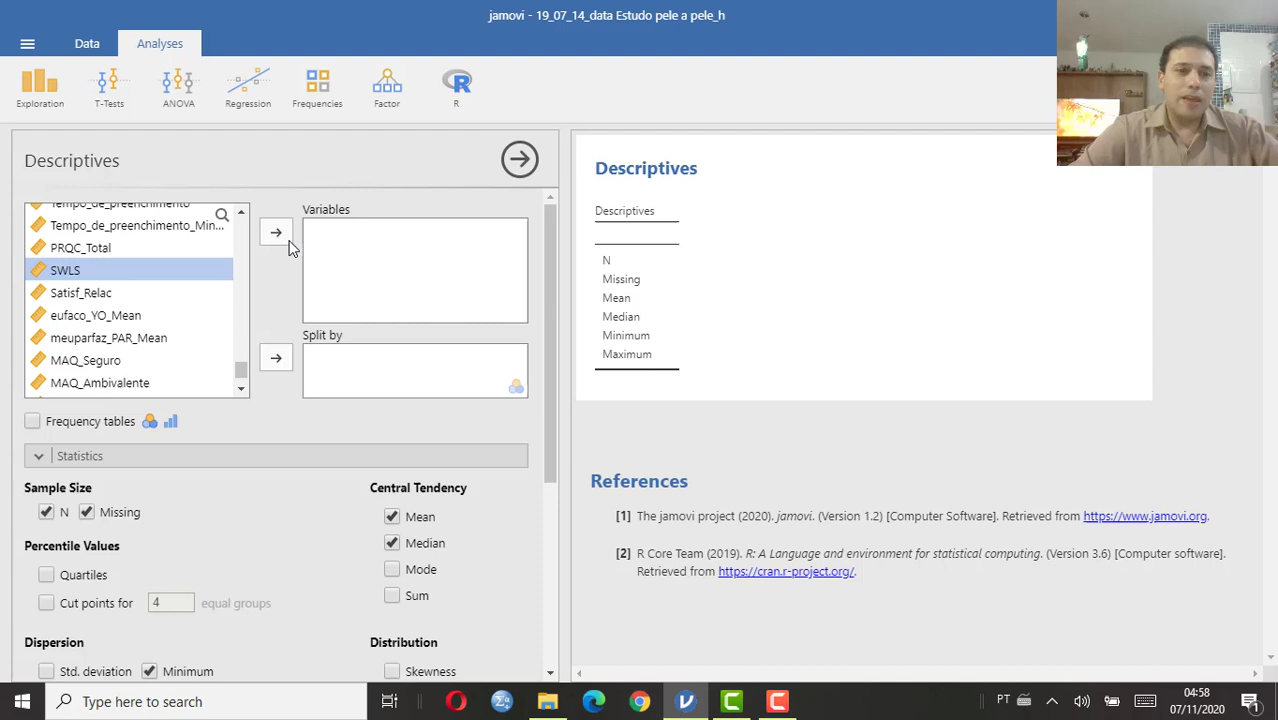 jamovi - 19_07_14_data Estudo pele a pele_h
Data
Analyses
Exploration
T-Tests
ANOVA
Regression
Frequencies
Factor
R
R
Descriptives
Tempo_de_preenchimento
Tempo_de_preenchimento_Min...
PRQC_Total
SWLS
Satisf_Relac
eufaco_YO_Mean
meuparfaz_PAR_Mean
MAQ_Seguro
MAQ_Ambivalente
Variables
Split by
Frequency tables
Statistics
Sample Size
N
Missing
Percentile Values
Quartiles
Cut points for
4
equal groups
Dispersion
Std. deviation
Minimum
Central Tendency
Mean
Median
Mode
Sum
Distribution
Skewness
Descriptives
Descriptives
N
Missing
Mean
Median
Minimum
Maximum
References
[1] The jamovi project (2020). jamovi. (Version 1.2) [Computer Software]. Retrieved from https://www.jamovi.org.
[2] R Core Team (2019). R: A Language and environment for statistical computing. (Version 3.6) [Computer software].
Retrieved from https://cran.r-project.org/.
Type here to search
PT
04:58
07/11/2020
1